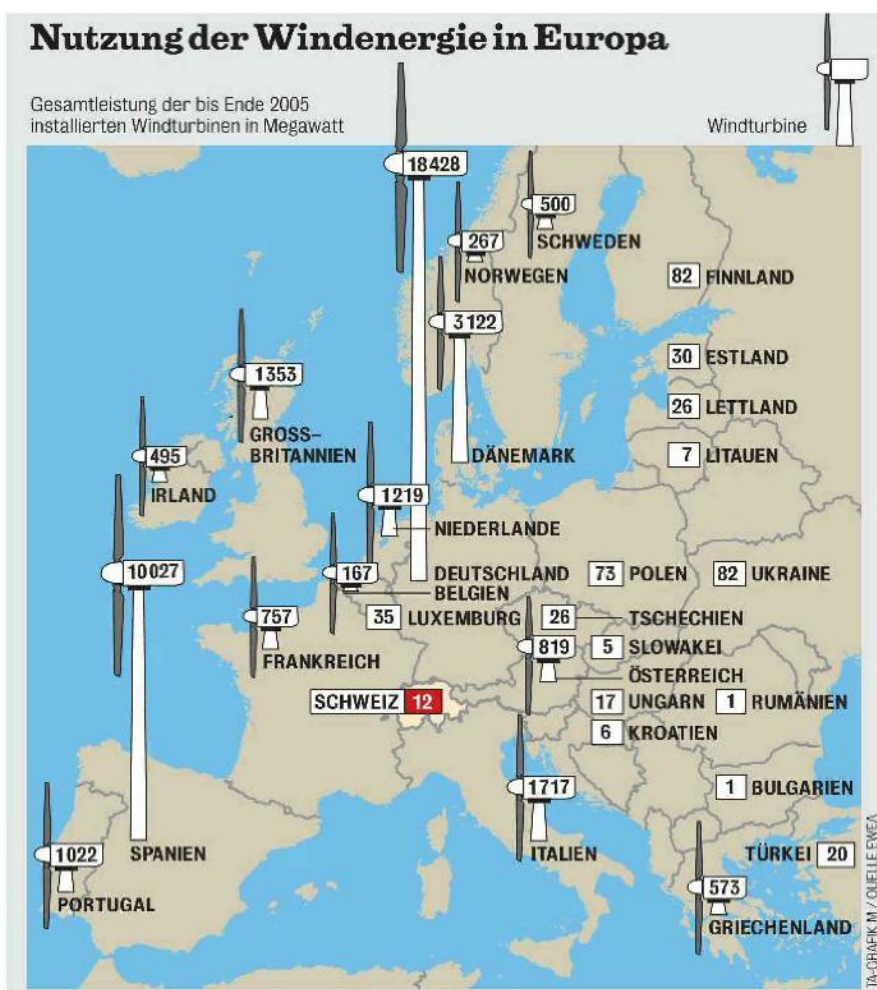 Nutzung der Windenergie in Europa
Gesamtleistung der bis Ende 2005
installierten Windturbinen in Megawatt
Windturbine
18428
500
SCHWEDEN
267
NORWEGEN
82 FINNLAND
3122
DÄNEMARK
30 ESTLAND
1353
GROSS-
BRITANNIEN
26 LETTLAND
495
IRLAND
7 LITAUEN
1219
NIEDERLANDE
10027
167
DEUTSCHLAND
BELGIEN
73 POLEN
82 UKRAINE
757
FRANKREICH
35 LUXEMBURG
26 TSCHECHIEN
819
5 SLOWAKEI
ÖSTERREICH
SCHWEIZ 12
17 UNGARN
1 RUMÄNIEN
6 KROATIEN
1717
ITALIEN
1 BULGARIEN
1022
PORTUGAL
SPANIEN
TÜRKEI 20
573
GRIECHENLAND
TA-GRAFIK M / QUELLE EWEA